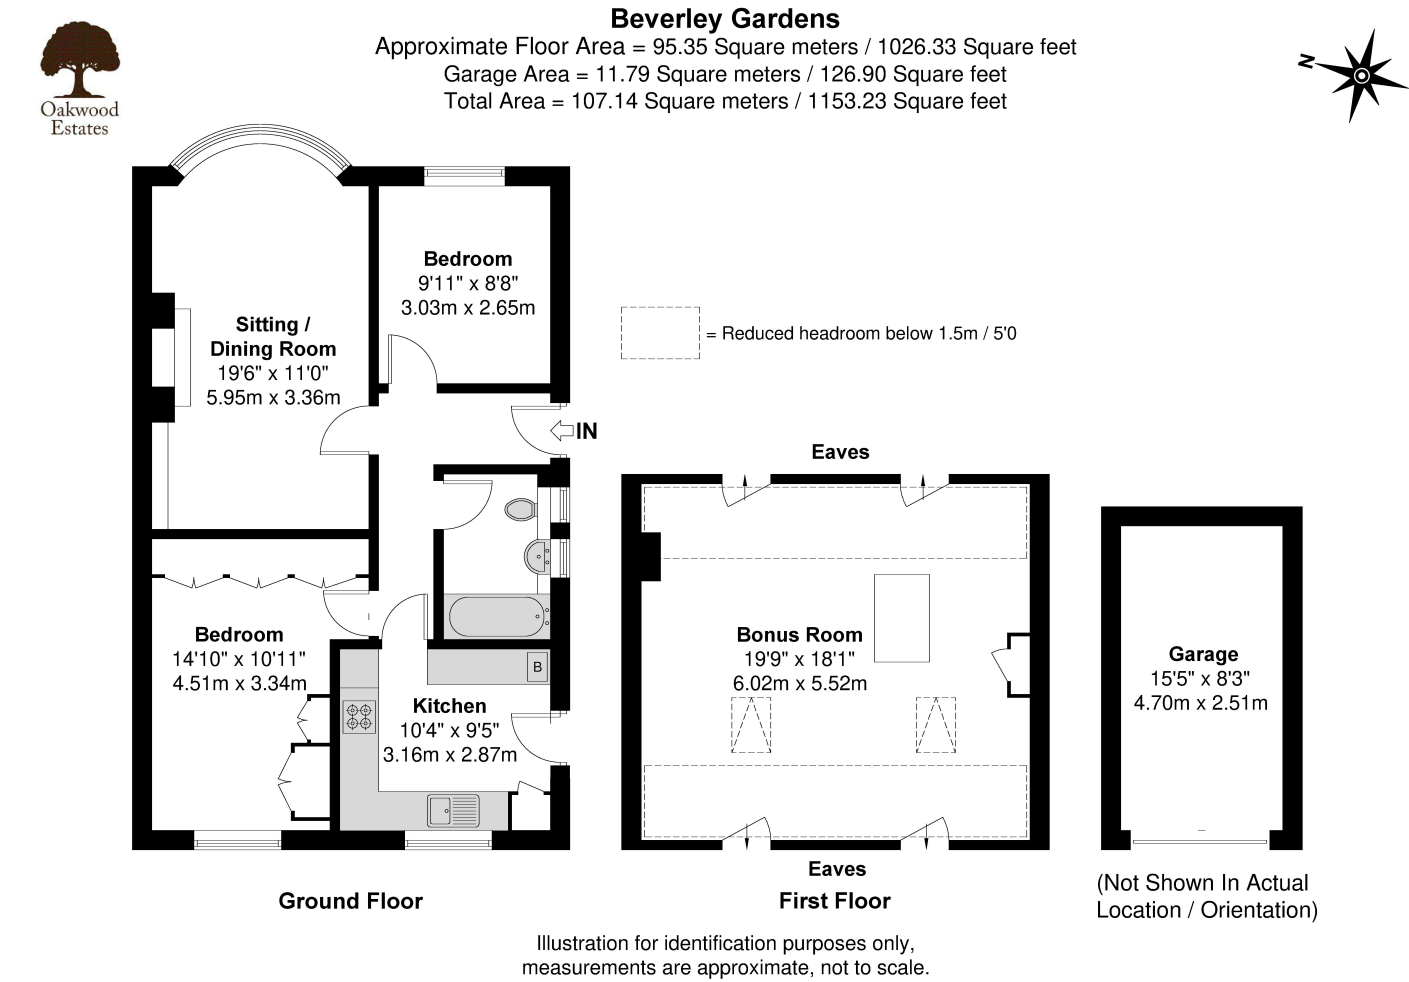 Beverley Gardens
Approximate Floor Area = 95.35 Square meters / 1026.33 Square feet
Garage Area = 11.79 Square meters / 126.90 Square feet
Total Area = 107.14 Square meters / 1153.23 Square feet
Oakwood
Estates
N
Bedroom
9'11" x 8'8"
3.03m x 2.65m
Sitting /
Dining Room
19'6" x 11'0"
5.95m x 3.36m
= Reduced headroom below 1.5m / 5'0
IN
Eaves
Bedroom
14'10" x 10'11"
4.51m x 3.34m
B
Kitchen
10'4" x 9'5"
3.16m x 2.87m
Bonus Room
19'9" x 18'1"
6.02m x 5.52m
Garage
15'5" x 8'3"
4.70m x 2.51m
Eaves
Ground Floor
First Floor
(Not Shown In Actual
Location / Orientation)
Illustration for identification purposes only,
measurements are approximate, not to scale.